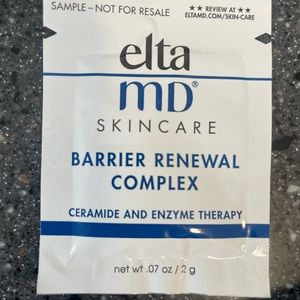 SAMPLE – NOT FOR RESALE
★★ REVIEW AT ★★
ELTAMD.COM/SKIN-CARE
elta
MD®
SKINCARE
BARRIER RENEWAL
COMPLEX
CERAMIDE AND ENZYME THERAPY
net wt .07 oz / 2 g